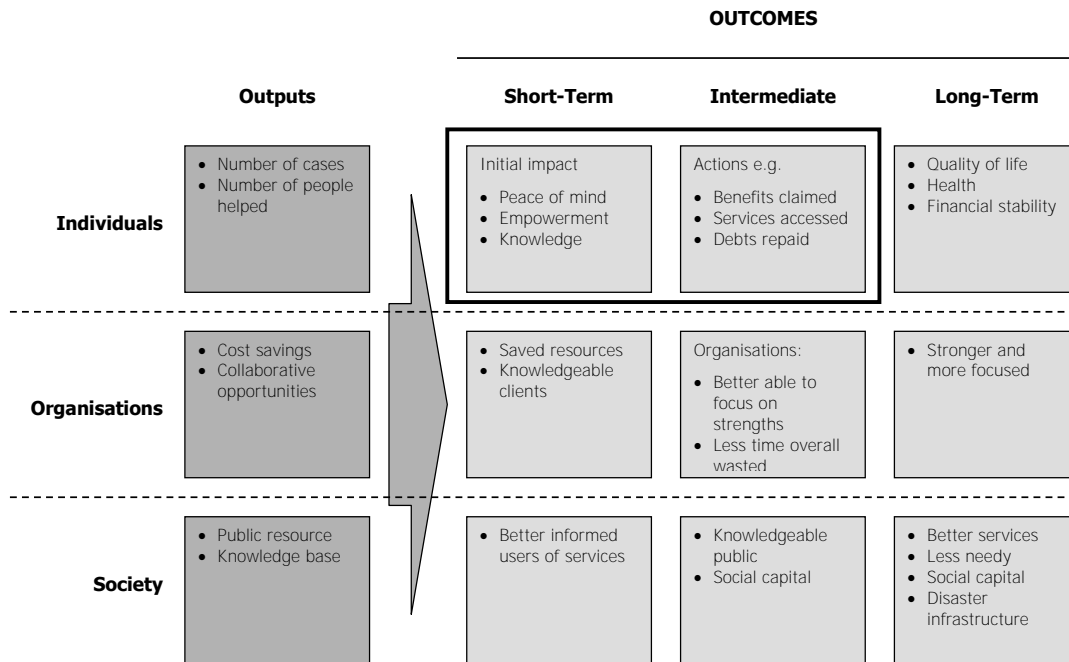 OUTCOMES
Outputs
Short-Term
Intermediate
Long-Term
Individuals
• Number of cases
• Number of people
helped
Initial impact
• Peace of mind
• Empowerment
• Knowledge
Actions e.g.
• Benefits claimed
• Services accessed
• Debts repaid
• Quality of life
• Health
• Financial stability
Organisations
• Cost savings
• Collaborative
opportunities
• Saved resources
• Knowledgeable
clients
Organisations:
• Better able to
focus on
strengths
• Less time overall
wasted
• Stronger and
more focused
Society
• Public resource
• Knowledge base
• Better informed
users of services
• Knowledgeable
public
• Social capital
• Better services
• Less needy
• Social capital
• Disaster
infrastructure